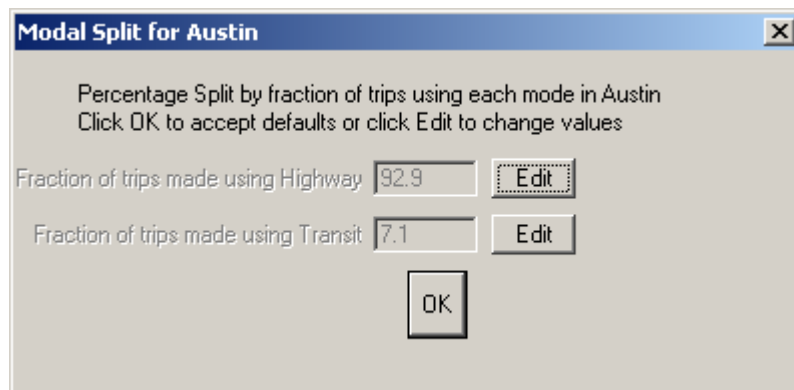 Modal Split for Austin
Percentage Split by fraction of trips using each mode in Austin
Click OK to accept defaults or click Edit to change values
Fraction of trips made using Highway 92.9 Edit
Fraction of trips made using Transit 7.1 Edit
OK